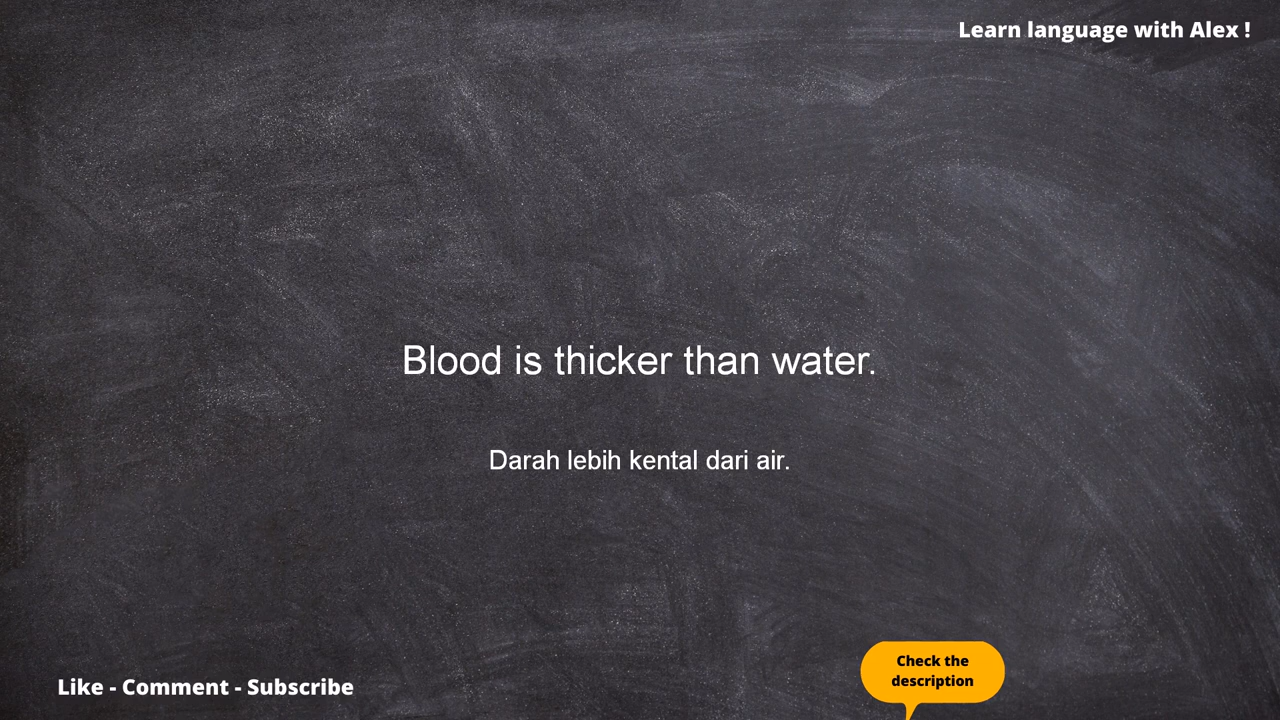 Learn language with Alex !
Blood is thicker than water.
Darah lebih kental dari air.
Check the
description
Like - Comment - Subscribe